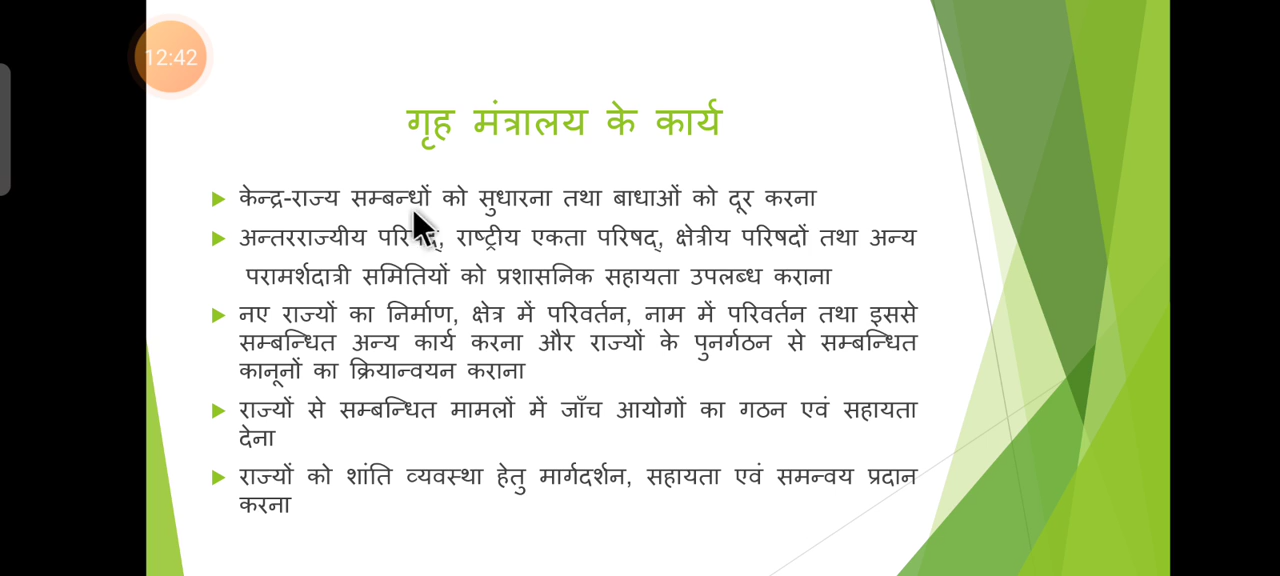 12:42
गृह मंत्रालय के कार्य
केन्द्र-राज्य सम्बन्धों को सुधारना तथा बाधाओं को दूर करना
अन्तरराज्यीय परिषद्, राष्ट्रीय एकता परिषद्, क्षेत्रीय परिषदों तथा अन्य
परामर्शदात्री समितियों को प्रशासनिक सहायता उपलब्ध कराना
नए राज्यों का निर्माण, क्षेत्र में परिवर्तन, नाम में परिवर्तन तथा इससे
सम्बन्धित अन्य कार्य करना और राज्यों के पुनर्गठन से सम्बन्धित
कानूनों का क्रियान्वयन कराना
राज्यों से सम्बन्धित मामलों में जाँच आयोगों का गठन एवं सहायता
देना
राज्यों को शांति व्यवस्था हेतु मार्गदर्शन, सहायता एवं समन्वय प्रदान
करना